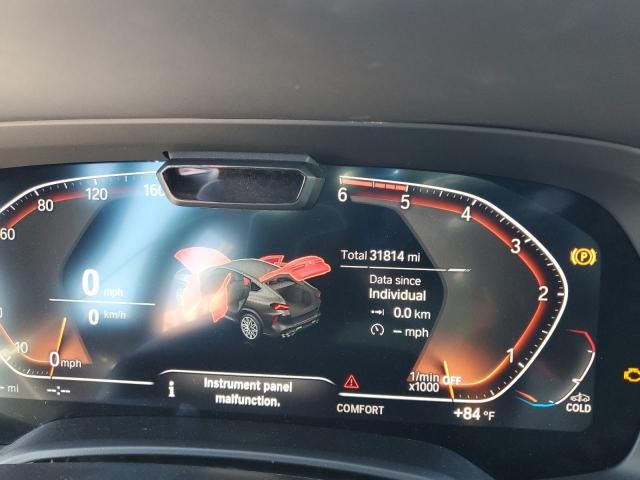 120
160
6
5
80
4
60
3
Total 31814 mi
Data since
Individual
0 mph
0.0 km
2
0 km/h
– mph
10
0 mph
1
1/min OFF
x1000
Instrument panel
malfunction.
- mi
--:--
COMFORT
+84 °F
COLD
P
i